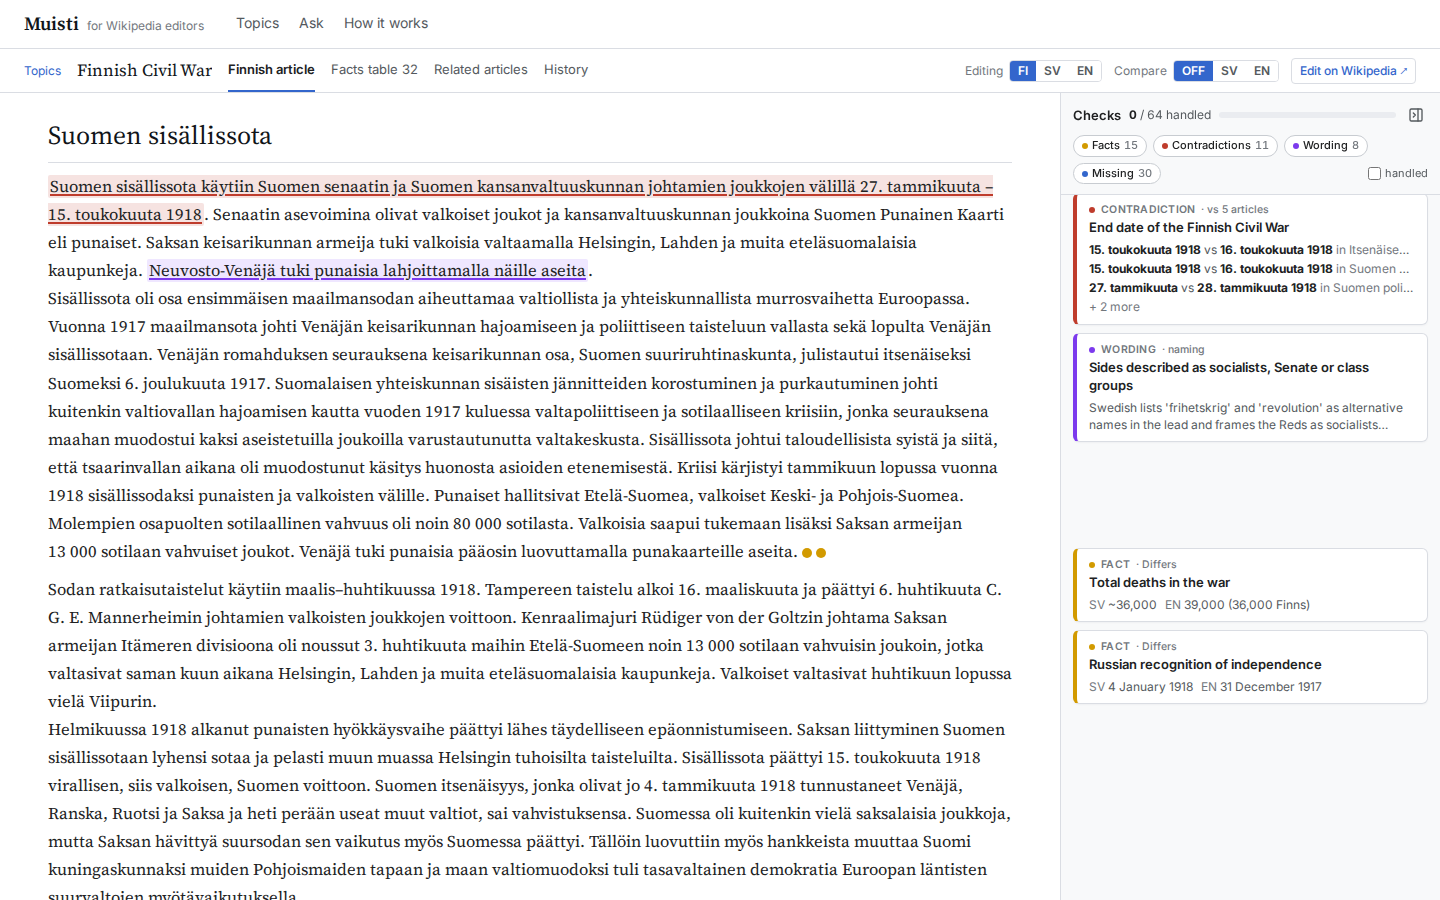 Muisti for Wikipedia editors Topics Ask How it works
Topics Finnish Civil War Finnish article Facts table 32 Related articles History Editing FI SV EN Compare OFF SV EN Edit on Wikipedia ↗
Suomen sisällissota
Suomen sisällissota käytiin Suomen senaatin ja Suomen kansanvaltuuskunnan johtamien joukkojen välillä 27. tammikuuta –
15. toukokuuta 1918. Senaatin asevoimina olivat valkoiset joukot ja kansanvaltuuskunnan joukkoina Suomen Punainen Kaarti
eli punaiset. Saksan keisarikunnan armeija tuki valkoisia valtaamalla Helsingin, Lahden ja muita eteläsuomalaisia
kaupunkeja. Neuvosto-Venäjä tuki punaisia lahjoittamalla näille aseita.
Sisällissota oli osa ensimmäisen maailmansodan aiheuttamaa valtiollista ja yhteiskunnallista murrosvaihetta Euroopassa.
Vuonna 1917 maailmansota johti Venäjän keisarikunnan hajoamiseen ja poliittiseen taisteluun vallasta sekä lopulta Venäjän
sisällissotaan. Venäjän romahduksen seurauksena keisarikunnan osa, Suomen suuriruhtinaskunta, julistautui itsenäiseksi
Suomeksi 6. joulukuuta 1917. Suomalaisen yhteiskunnan sisäisten jännitteiden korostuminen ja purkautuminen johti
kuitenkin valtiovallan hajoamisen kautta vuoden 1917 kuluessa valtapoliittiseen ja sotilaalliseen kriisiin, jonka seurauksena
maahan muodostui kaksi aseistetuilla joukoilla varustautunutta valtakeskusta. Sisällissota johtui taloudellisista syistä ja siitä,
että tsaarinvallan aikana oli muodostunut käsitys huonosta asioiden etenemisestä. Kriisi kärjistyi tammikuun lopussa vuonna
1918 sisällissodaksi punaisten ja valkoisten välille. Punaiset hallitsivat Etelä-Suomea, valkoiset Keski- ja Pohjois-Suomea.
Molempien osapuolten sotilaallinen vahvuus oli noin 80 000 sotilasta. Valkoisia saapui tukemaan lisäksi Saksan armeijan
13 000 sotilaan vahvuiset joukot. Venäjä tuki punaisia pääosin luovuttamalla punakaarteille aseita.
Sodan ratkaisutaistelut käytiin maalis–huhtikuussa 1918. Tampereen taistelu alkoi 16. maaliskuuta ja päättyi 6. huhtikuuta C.
G. E. Mannerheimin johtamien valkoisten joukkojen voittoon. Kenraalimajuri Rüdiger von der Goltzin johtama Saksan
armeijan Itämeren divisioona oli noussut 3. huhtikuuta maihin Etelä-Suomeen noin 13 000 sotilaan vahvuisin joukoin, jotka
valtasivat saman kuun aikana Helsingin, Lahden ja muita eteläsuomalaisia kaupunkeja. Valkoiset valtasivat huhtikuun lopussa
vielä Viipurin.
Helmikuussa 1918 alkanut punaisten hyökkäysvaihe päättyi lähes täydelliseen epäonnistumiseen. Saksan liittyminen Suomen
sisällissotaan lyhensi sotaa ja pelasti muun muassa Helsingin tuhoisilta taisteluilta. Sisällissota päättyi 15. toukokuuta 1918
virallisen, siis valkoisen, Suomen voittoon. Suomen itsenäisyys, jonka olivat jo 4. tammikuuta 1918 tunnustaneet Venäjä,
Ranska, Ruotsi ja Saksa ja heti perään useat muut valtiot, sai vahvistuksensa. Suomessa oli kuitenkin vielä saksalaisia joukkoja,
mutta Saksan hävittyä suursodan sen vaikutus myös Suomessa päättyi. Tällöin luovuttiin myös hankkeista muuttaa Suomi
kuningaskunnaksi muiden Pohjoismaiden tapaan ja maan valtiomuodoksi tuli tasavaltainen demokratia Euroopan läntisten
suurvaltojen myötävaikutuksella.
Checks 0 / 64 handled
Facts 15 Contradictions 11 Wording 8
Missing 30 handled
CONTRADICTION · vs 5 articles
End date of the Finnish Civil War
15. toukokuuta 1918 vs 16. toukokuuta 1918 in Itsenäise...
15. toukokuuta 1918 vs 16. toukokuuta 1918 in Suomen ...
27. tammikuuta vs 28. tammikuuta 1918 in Suomen poli...
+ 2 more
WORDING · naming
Sides described as socialists, Senate or class
groups
Swedish lists 'frihetskrig' and 'revolution' as alternative
names in the lead and frames the Reds as socialists...
FACT · Differs
Total deaths in the war
SV ~36,000 EN 39,000 (36,000 Finns)
FACT · Differs
Russian recognition of independence
SV 4 January 1918 EN 31 December 1917